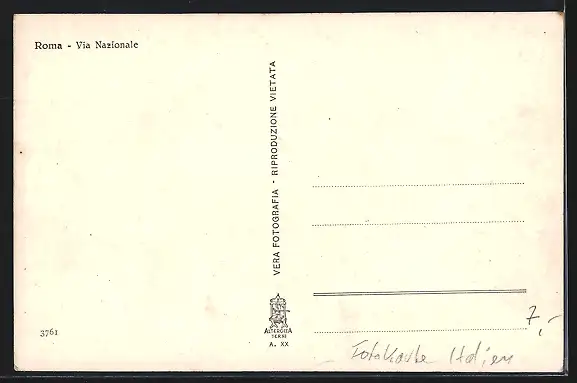 Roma - Via Nazionale
VERA FOTOGRAFIA - RIPRODUZIONE VIETATA
3761
ALTEROCCA
TERNI
A. XX
7,-
Fotokarte Italien